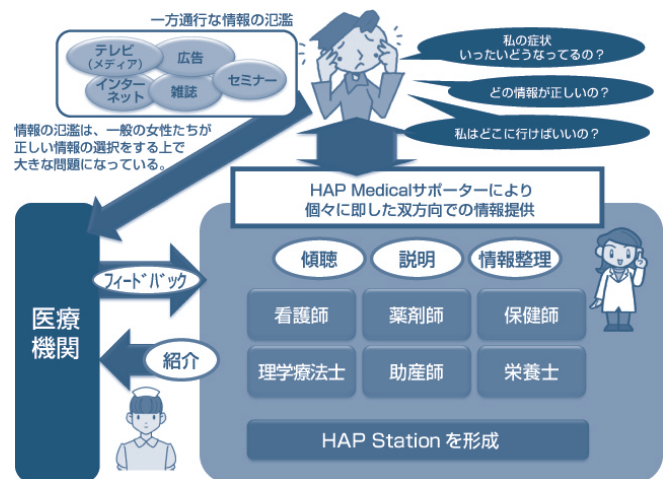 一方通行な情報の氾濫
テレビ
(メディア)
広告
インター
ネット
雑誌
セミナー
私の症状
いったいどうなってるの？
どの情報が正しいの？
私はどこに行けばいいの？
情報の氾濫は、一般の女性たちが
正しい情報の選択をする上で
大きな問題になっている。
HAP Medicalサポーターにより
個々に即した双方向での情報提供
医療
機関
フィードバック
紹介
傾聴
説明
情報整理
看護師
薬剤師
保健師
理学療法士
助産師
栄養士
HAP Station を形成